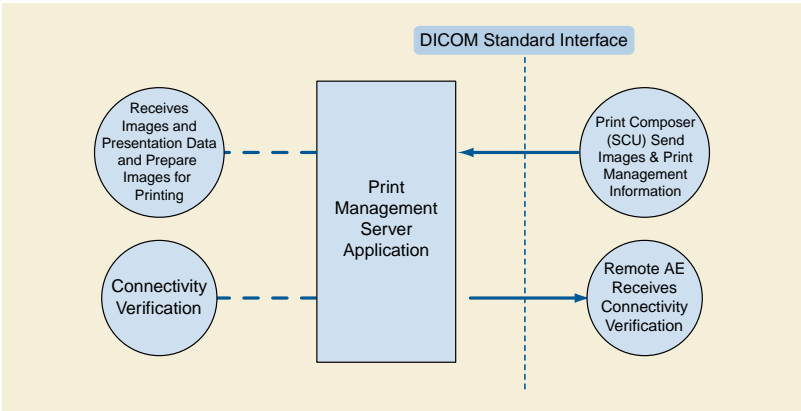 DICOM Standard Interface
Receives
Images and
Presentation Data
and Prepare
Images for
Printing
Print Composer
(SCU) Send
Images & Print
Management
Information
Print
Management
Server
Application
Connectivity
Verification
Remote AE
Receives
Connectivity
Verification